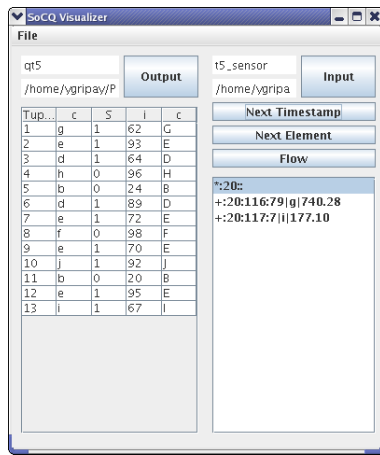 SoCQ Visualizer
File
qt5
/home/ygripay/P
Output
t5_sensor
/home/ygripa
Input
Next Timestamp
Next Element
Flow
Tup... c S i c
1 g 1 62 G
2 e 1 93 E
3 d 1 64 D
4 h 0 96 H
5 b 0 24 B
6 d 1 89 D
7 e 1 72 E
8 f 0 98 F
9 e 1 70 E
10 j 1 92 J
11 b 0 20 B
12 e 1 95 E
13 i 1 67 I
*:20::
+:20:116:79|g|740.28
+:20:117:7|i|177.10